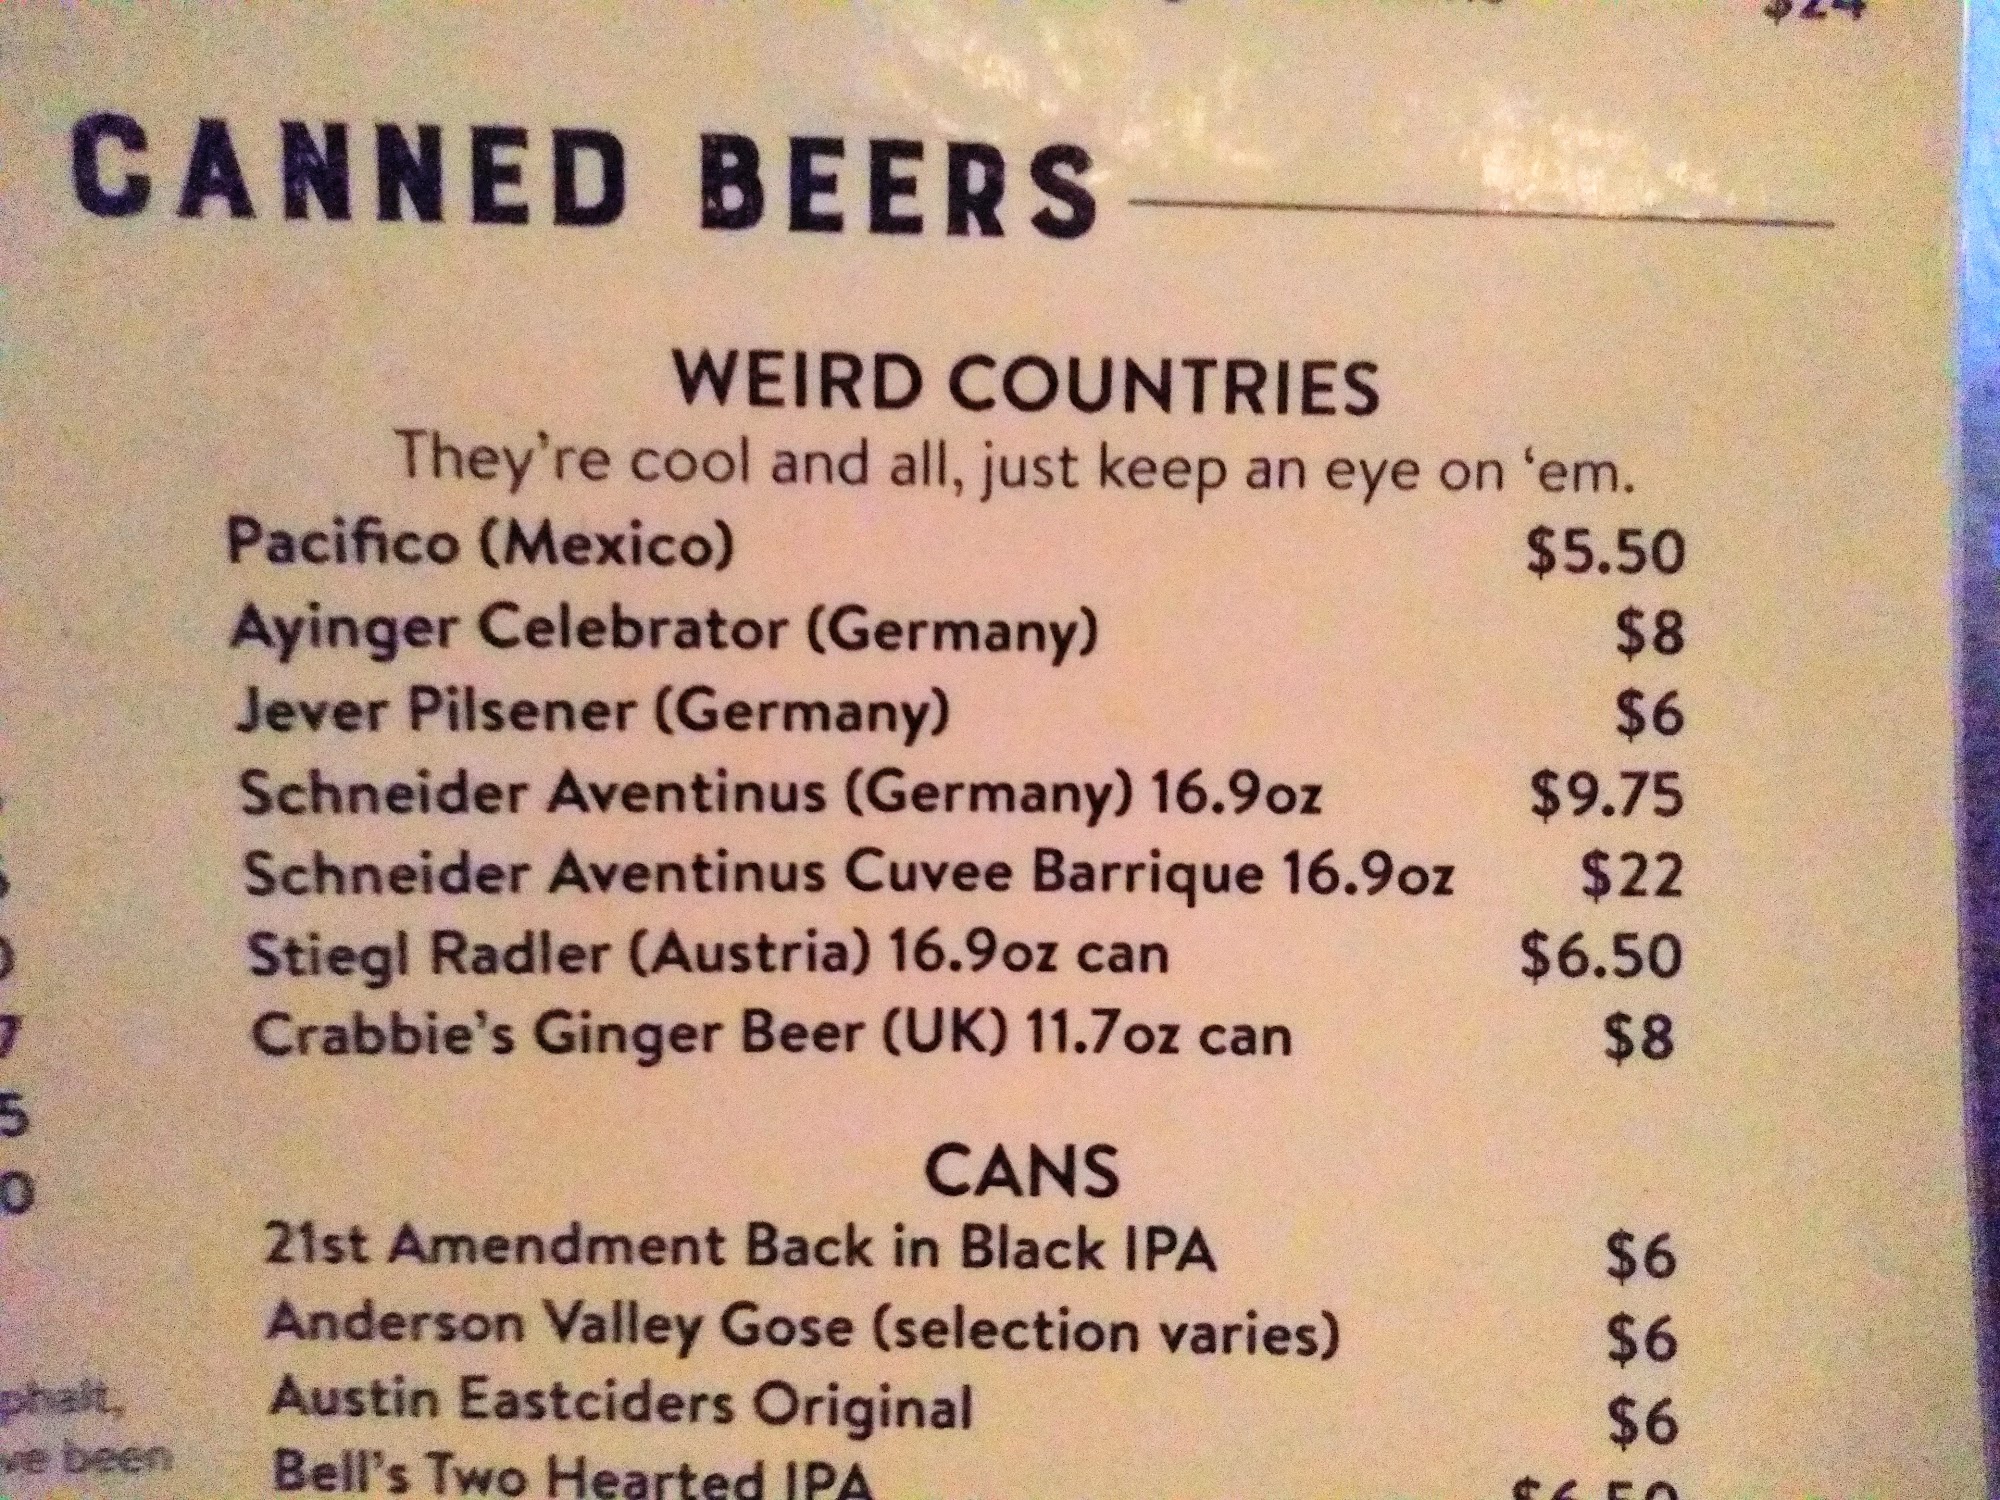 $24
CANNED BEERS
WEIRD COUNTRIES
They're cool and all, just keep an eye on 'em.
Pacifico (Mexico) $5.50
Ayinger Celebrator (Germany) $8
Jever Pilsener (Germany) $6
Schneider Aventinus (Germany) 16.9oz $9.75
Schneider Aventinus Cuvee Barrique 16.9oz $22
Stiegl Radler (Austria) 16.9oz can $6.50
Crabbie's Ginger Beer (UK) 11.7oz can $8
CANS
21st Amendment Back in Black IPA $6
Anderson Valley Gose (selection varies) $6
Austin Eastciders Original $6
Bell's Two Hearted IPA $6.50
been